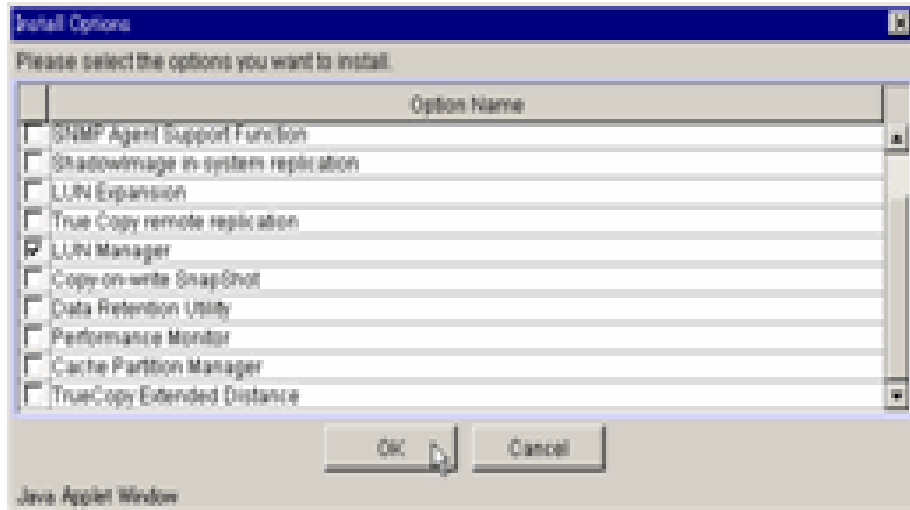 Install Options
Please select the options you want to install.
Option Name
SNMP Agent Support Function
ShadowImage in-system replication
LUN Expansion
True Copy remote replication
LUN Manager
Copy-on-write SnapShot
Data Retention Utility
Performance Monitor
Cache Partition Manager
TrueCopy Extended Distance
OK
Cancel
Java Applet Window